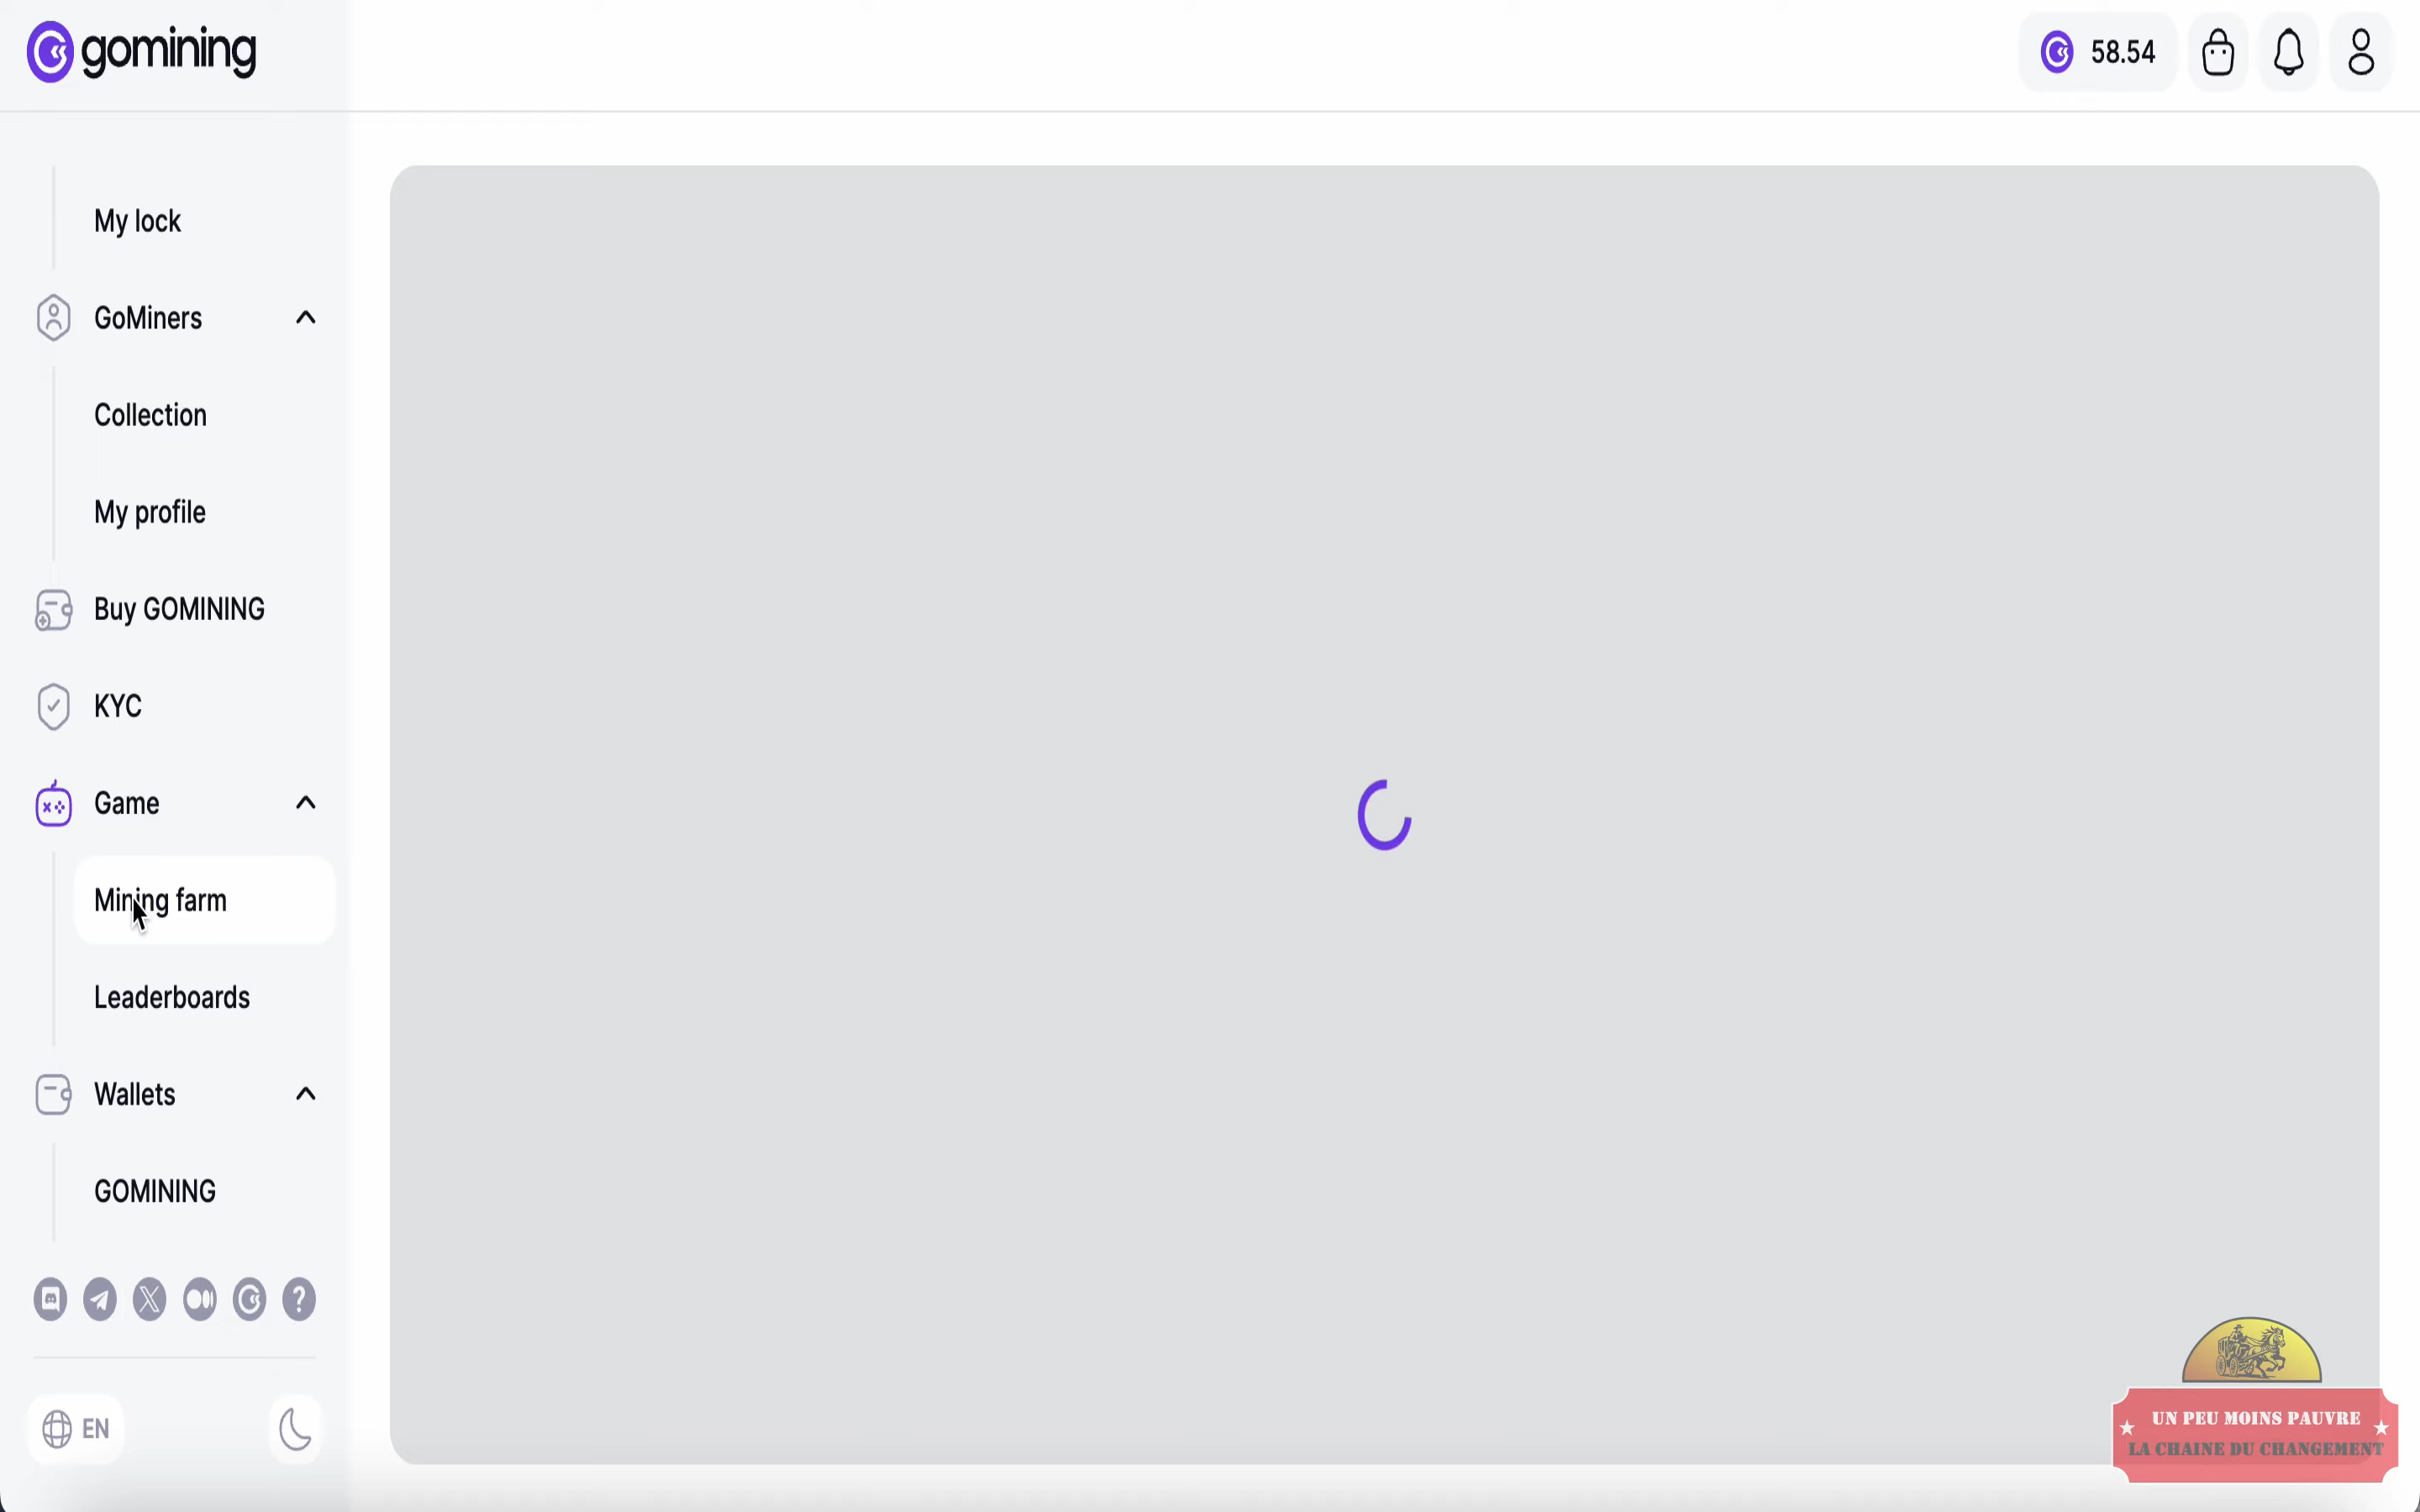 gomining
58.54
My lock
GoMiners
Collection
My profile
Buy GOMINING
KYC
Game
Mining farm
Leaderboards
Wallets
GOMINING
EN
UN PEU MOINS PAUVRE
LA CHAINE DU CHANGEMENT